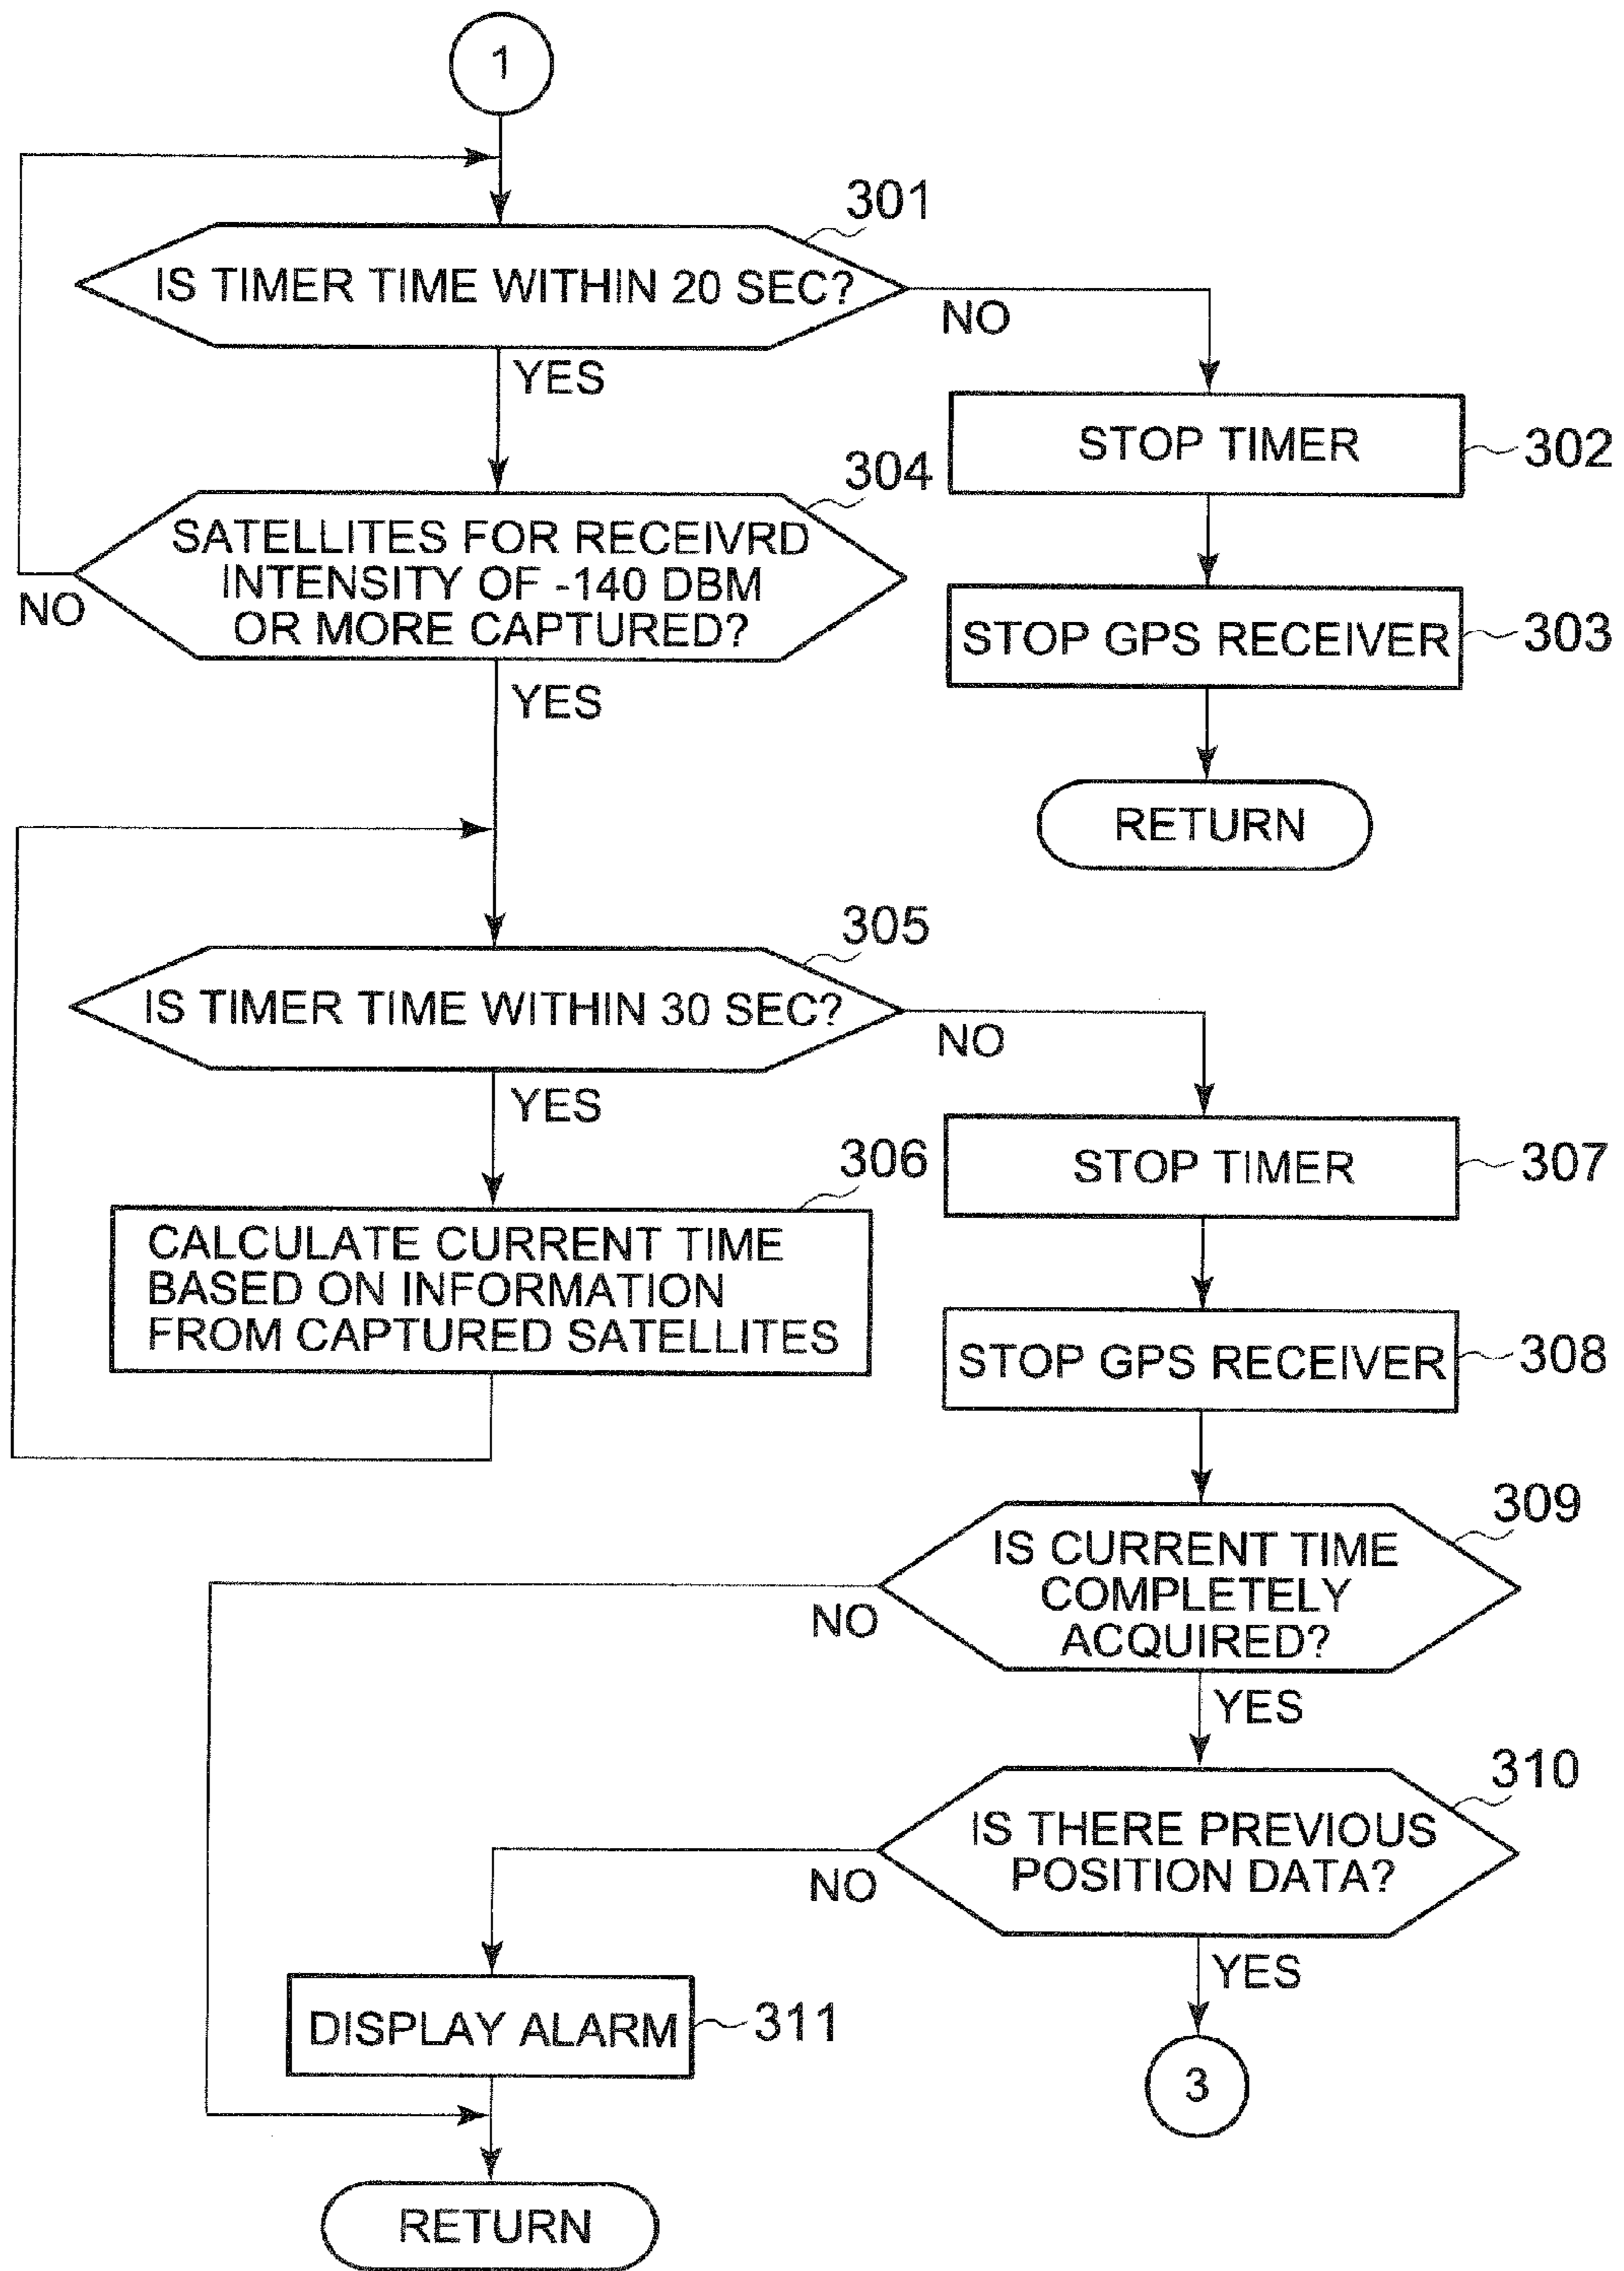 1
301
IS TIMER TIME WITHIN 20 SEC?
NO
YES
STOP TIMER
302
304
SATELLITES FOR RECEIVRD
INTENSITY OF -140 DBM
OR MORE CAPTURED?
NO
YES
STOP GPS RECEIVER
303
RETURN
305
IS TIMER TIME WITHIN 30 SEC?
NO
YES
STOP TIMER
307
306
CALCULATE CURRENT TIME
BASED ON INFORMATION
FROM CAPTURED SATELLITES
STOP GPS RECEIVER
308
309
IS CURRENT TIME
COMPLETELY
ACQUIRED?
NO
YES
310
IS THERE PREVIOUS
POSITION DATA?
NO
YES
DISPLAY ALARM
311
3
RETURN